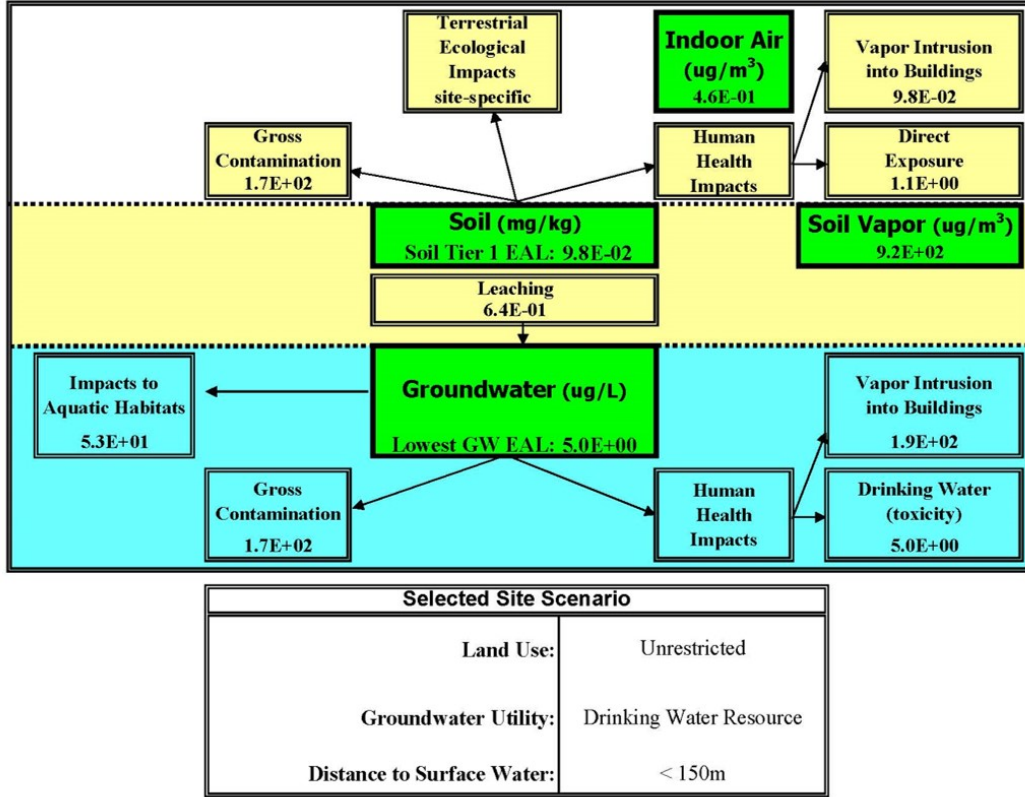 Terrestrial
Ecological
Impacts
site-specific
Indoor Air
(ug/m³)
4.6E-01
Vapor Intrusion
into Buildings
9.8E-02
Gross
Contamination
1.7E+02
Human
Health
Impacts
Direct
Exposure
1.1E+00
Soil (mg/kg)
Soil Tier 1 EAL: 9.8E-02
Soil Vapor (ug/m³)
9.2E+02
Leaching
6.4E-01
Impacts to
Aquatic Habitats
5.3E+01
Groundwater (ug/L)
Lowest GW EAL: 5.0E+00
Vapor Intrusion
into Buildings
1.9E+02
Gross
Contamination
1.7E+02
Human
Health
Impacts
Drinking Water
(toxicity)
5.0E+00
Selected Site Scenario
Land Use: Unrestricted
Groundwater Utility: Drinking Water Resource
Distance to Surface Water: < 150m